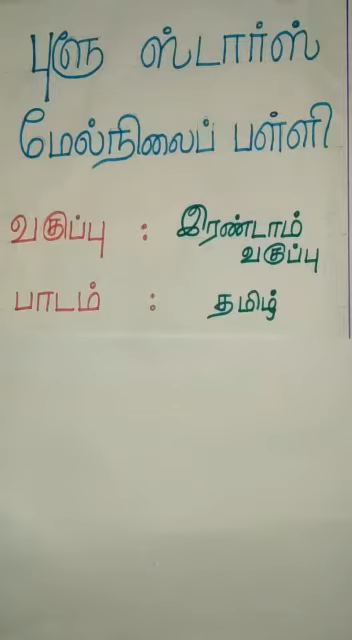 புளூ ஸ்டார்ஸ்
மேல்நிலைப் பள்ளி
வகுப்பு : இரண்டாம்
வகுப்பு
பாடம் : தமிழ்